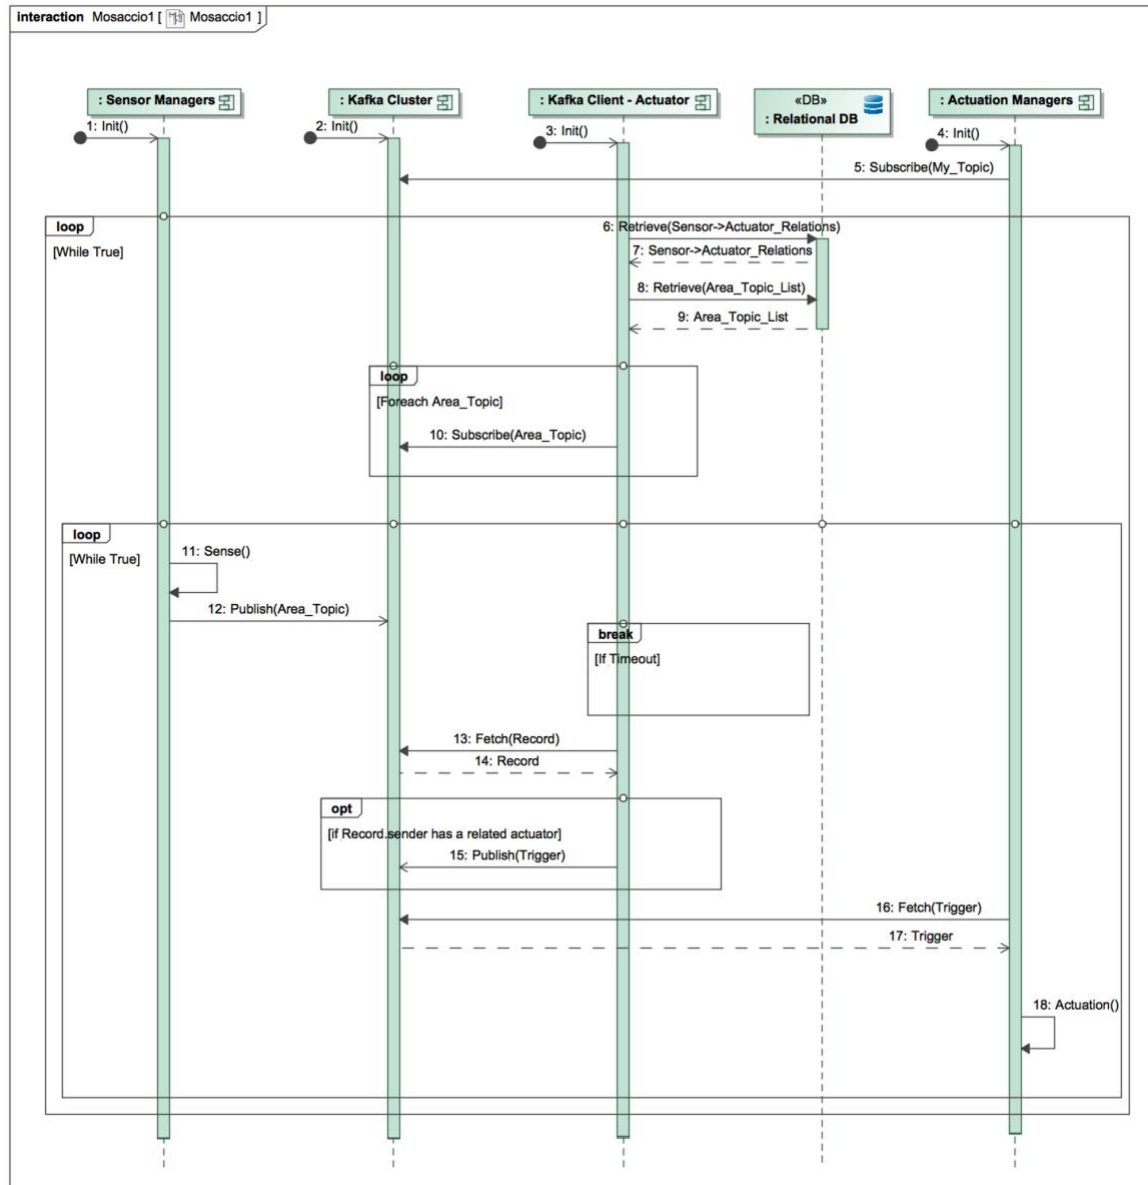 interaction Mosaccio1 [ Mosaccio1 ]
: Sensor Managers
: Kafka Cluster
: Kafka Client - Actuator
«DB»
: Relational DB
: Actuation Managers
1: Init()
2: Init()
3: Init()
4: Init()
5: Subscribe(My_Topic)
loop
[While True]
6: Retrieve(Sensor->Actuator_Relations)
7: Sensor->Actuator_Relations
8: Retrieve(Area_Topic_List)
9: Area_Topic_List
loop
[Foreach Area_Topic]
10: Subscribe(Area_Topic)
loop
[While True]
11: Sense()
12: Publish(Area_Topic)
break
[If Timeout]
13: Fetch(Record)
14: Record
opt
[if Record.sender has a related actuator]
15: Publish(Trigger)
16: Fetch(Trigger)
17: Trigger
18: Actuation()